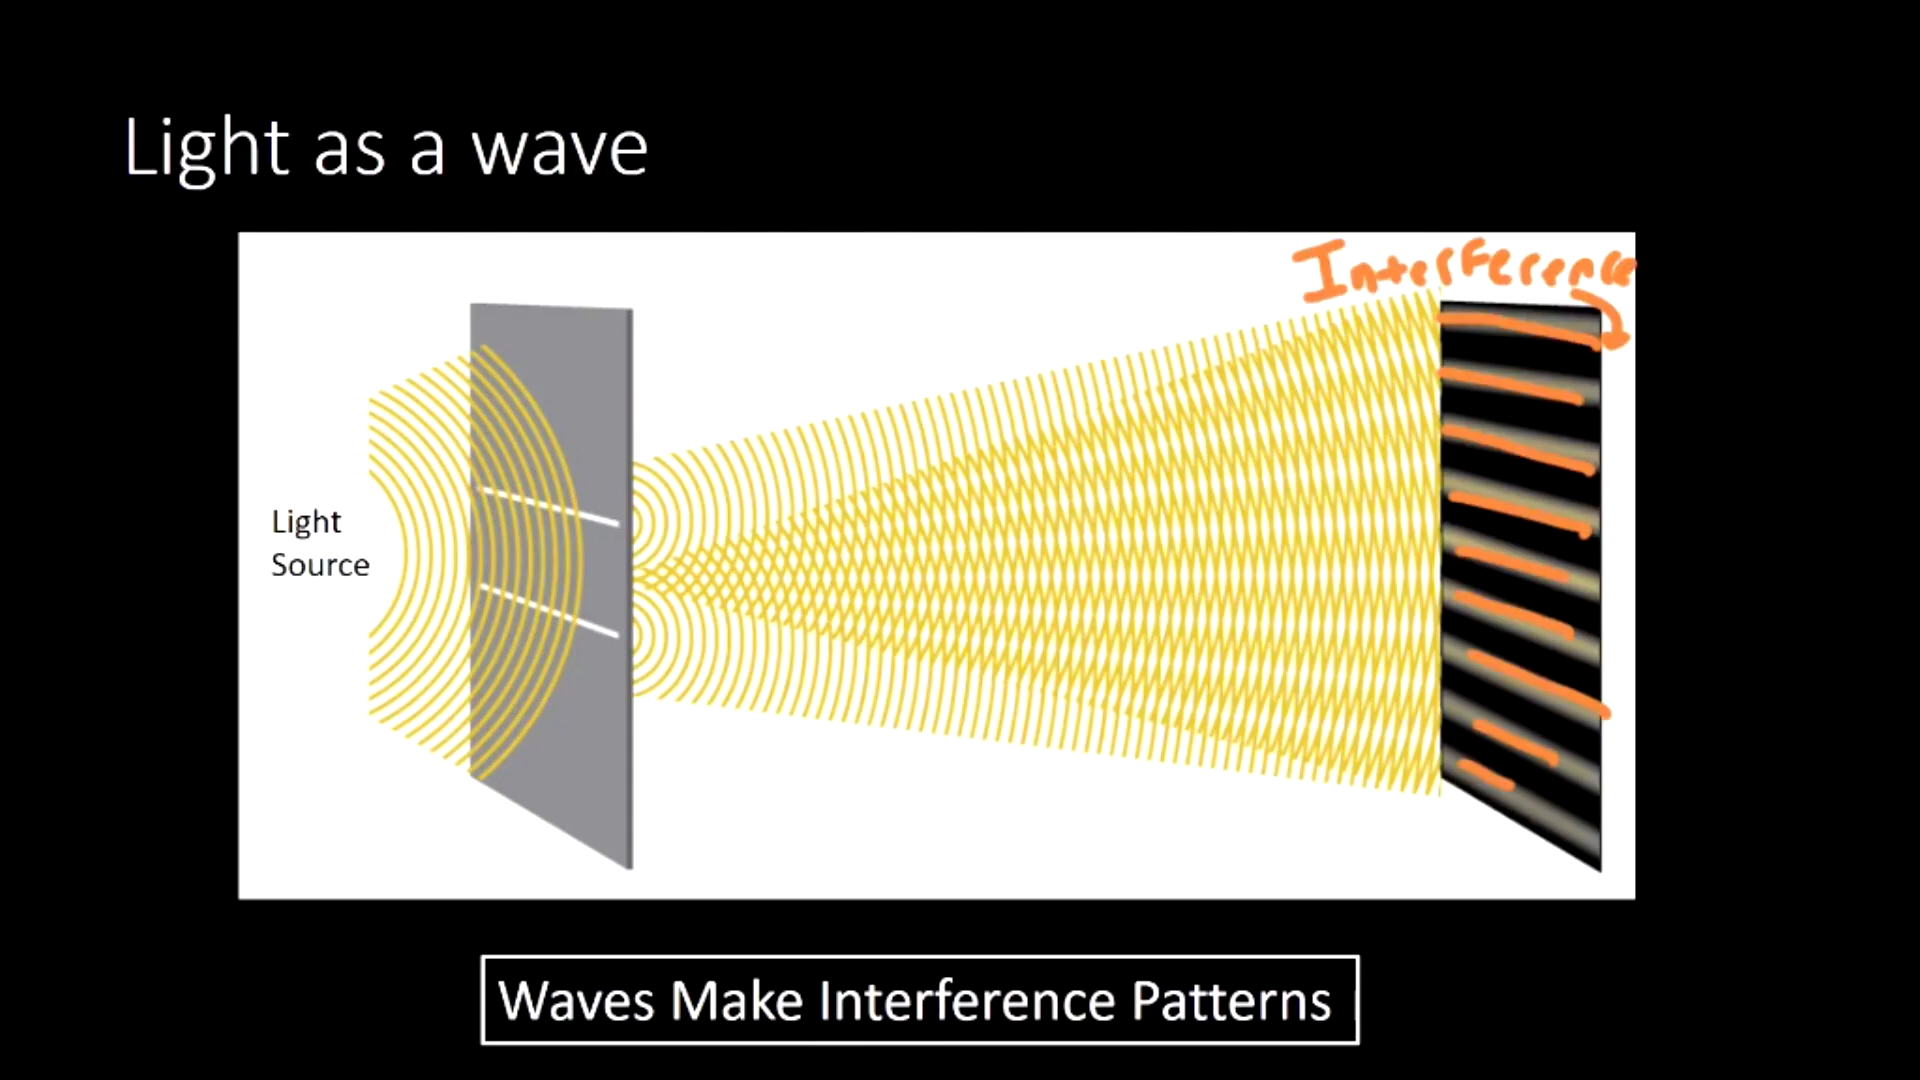 Light as a wave
Interference
Light
Source
Waves Make Interference Patterns